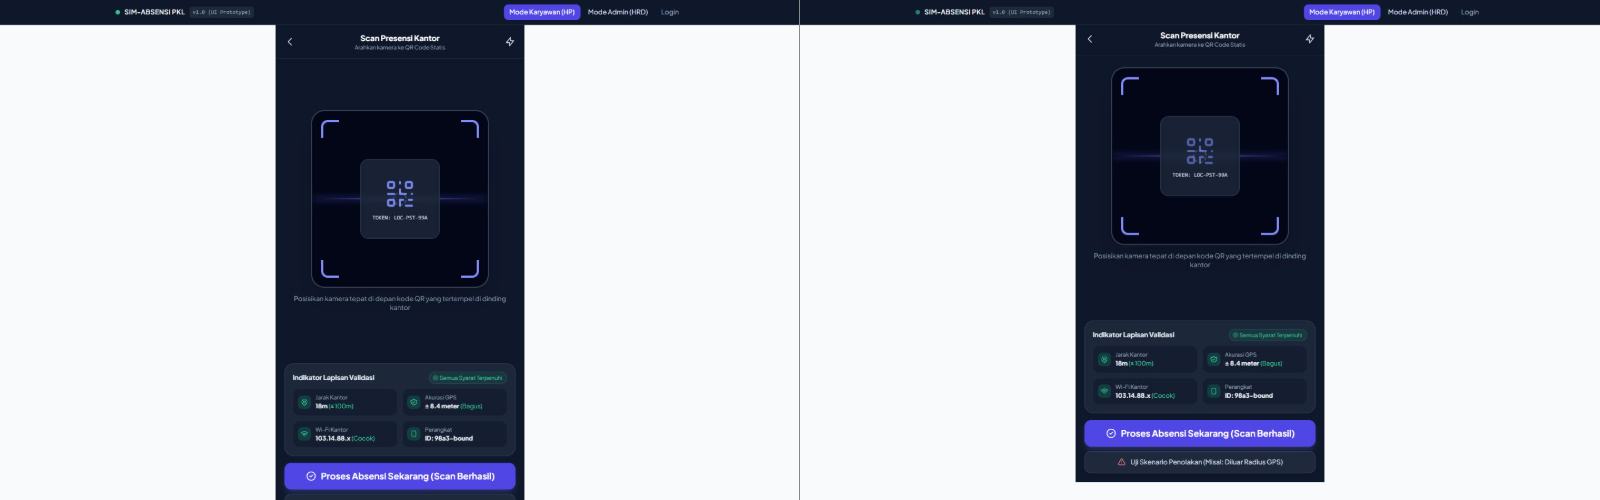 SIM-ABSENSI PKL v1.0 (UI Prototype) Mode Karyawan (HP) Mode Admin (HRD) Login
Scan Presensi Kantor
Arahkan kamera ke QR Code Statis
TOKEN: LOC-PST-99A
Posisikan kamera tepat di depan kode QR yang tertempel di dinding
kantor
Indikator Lapisan Validasi Semua Syarat Terpenuhi
Jarak Kantor
18m (≤ 100m)
Akurasi GPS
± 8.4 meter (Bagus)
Wi-Fi Kantor
103.14.88.x (Cocok)
Perangkat
ID: 98a3-bound
Proses Absensi Sekarang (Scan Berhasil)
SIM-ABSENSI PKL v1.0 (UI Prototype) Mode Karyawan (HP) Mode Admin (HRD) Login
Scan Presensi Kantor
Arahkan kamera ke QR Code Statis
TOKEN: LOC-PST-99A
Posisikan kamera tepat di depan kode QR yang tertempel di dinding
kantor
Indikator Lapisan Validasi Semua Syarat Terpenuhi
Jarak Kantor
18m (≤ 100m)
Akurasi GPS
± 8.4 meter (Bagus)
Wi-Fi Kantor
103.14.88.x (Cocok)
Perangkat
ID: 98a3-bound
Proses Absensi Sekarang (Scan Berhasil)
Uji Skenario Penolakan (Misal: Diluar Radius GPS)